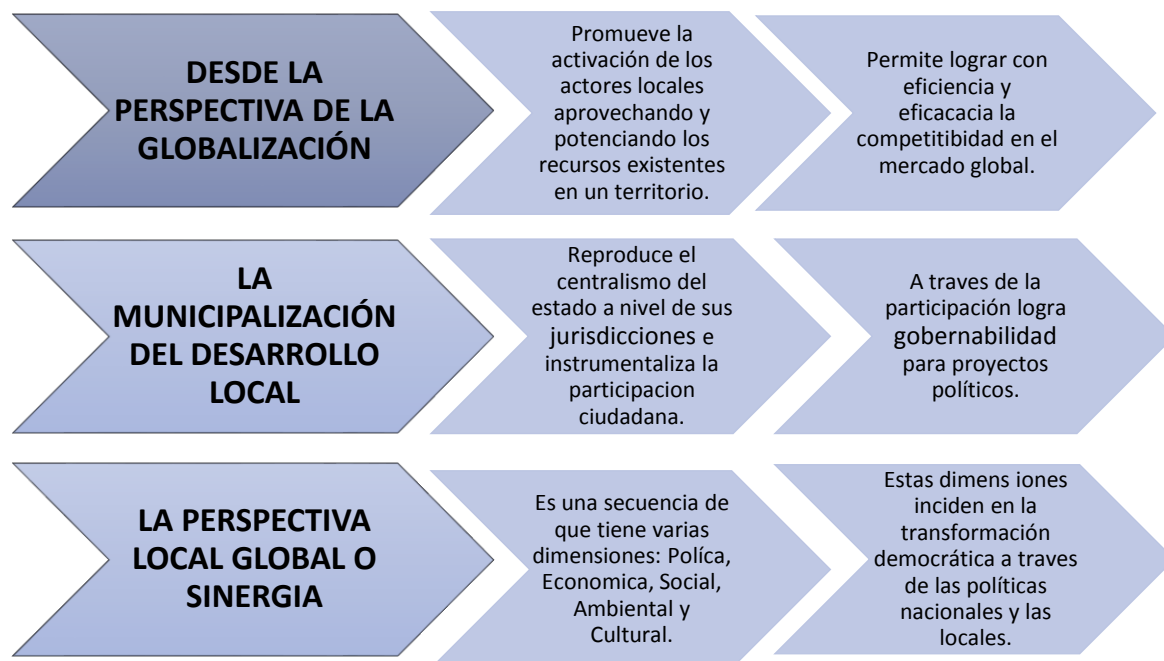 DESDE LA
PERSPECTIVA DE LA
GLOBALIZACIÓN
Promueve la
activación de los
actores locales
aprovechando y
potenciando los
recursos existentes
en un territorio.
Permite lograr con
eficiencia y
eficacacia la
competitibidad en el
mercado global.
LA
MUNICIPALIZACIÓN
DEL DESARROLLO
LOCAL
Reproduce el
centralismo del
estado a nivel de sus
jurisdicciones e
instrumentaliza la
participacion
ciudadana.
A traves de la
participación logra
gobernabilidad
para proyectos
políticos.
LA PERSPECTIVA
LOCAL GLOBAL O
SINERGIA
Es una secuencia de
que tiene varias
dimensiones: Políca,
Economica, Social,
Ambiental y
Cultural.
Estas dimens iones
inciden en la
transformación
democrática a traves
de las políticas
nacionales y las
locales.